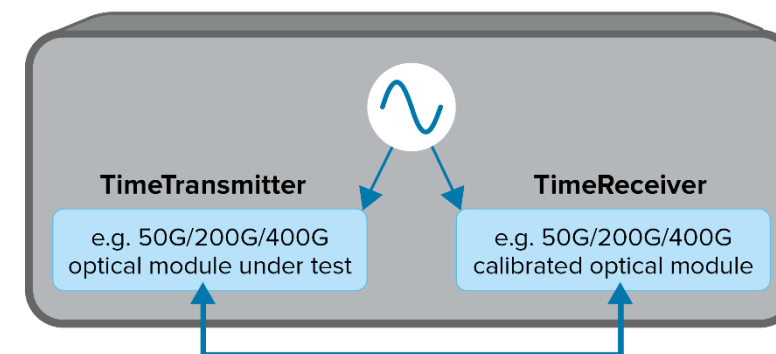 TimeTransmitter
e.g. 50G/200G/400G
optical module under test
TimeReceiver
e.g. 50G/200G/400G
calibrated optical module